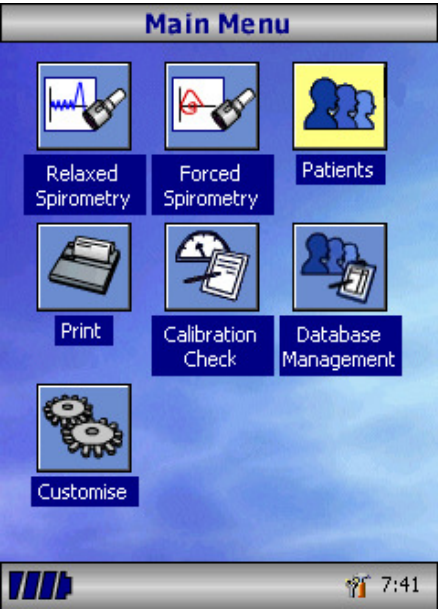 Main Menu
Relaxed
Spirometry
Forced
Spirometry
Patients
Print
Calibration
Check
Database
Management
Customise
7:41